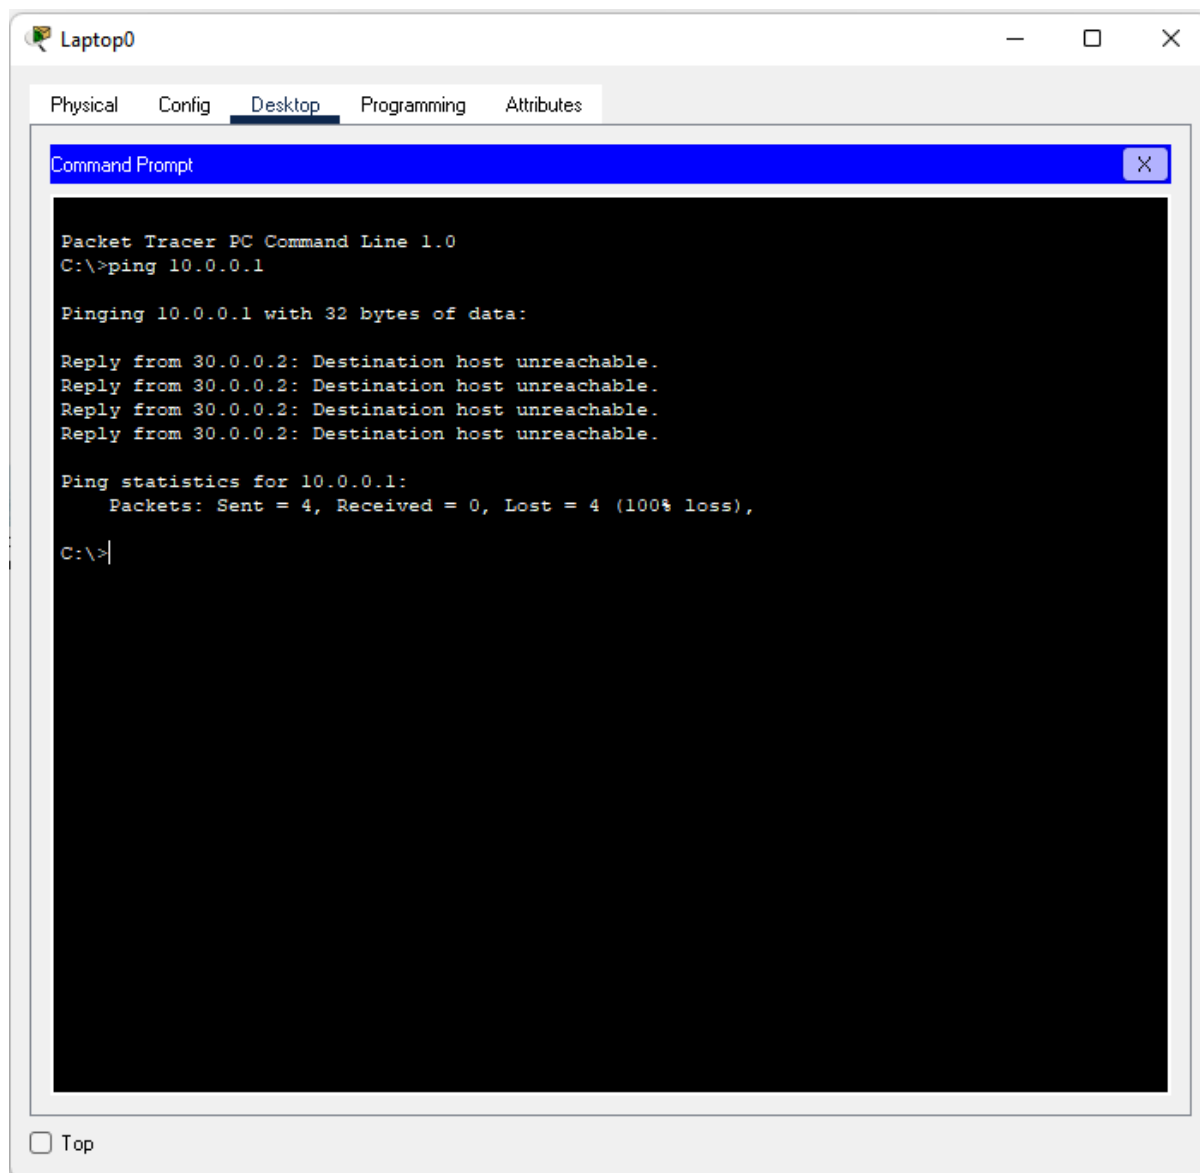 Laptop0
Physical Config Desktop Programming Attributes
Command Prompt
X
Packet Tracer PC Command Line 1.0
C:\>ping 10.0.0.1
Pinging 10.0.0.1 with 32 bytes of data:
Reply from 30.0.0.2: Destination host unreachable.
Reply from 30.0.0.2: Destination host unreachable.
Reply from 30.0.0.2: Destination host unreachable.
Reply from 30.0.0.2: Destination host unreachable.
Ping statistics for 10.0.0.1:
Packets: Sent = 4, Received = 0, Lost = 4 (100% loss),
C:\>
Top